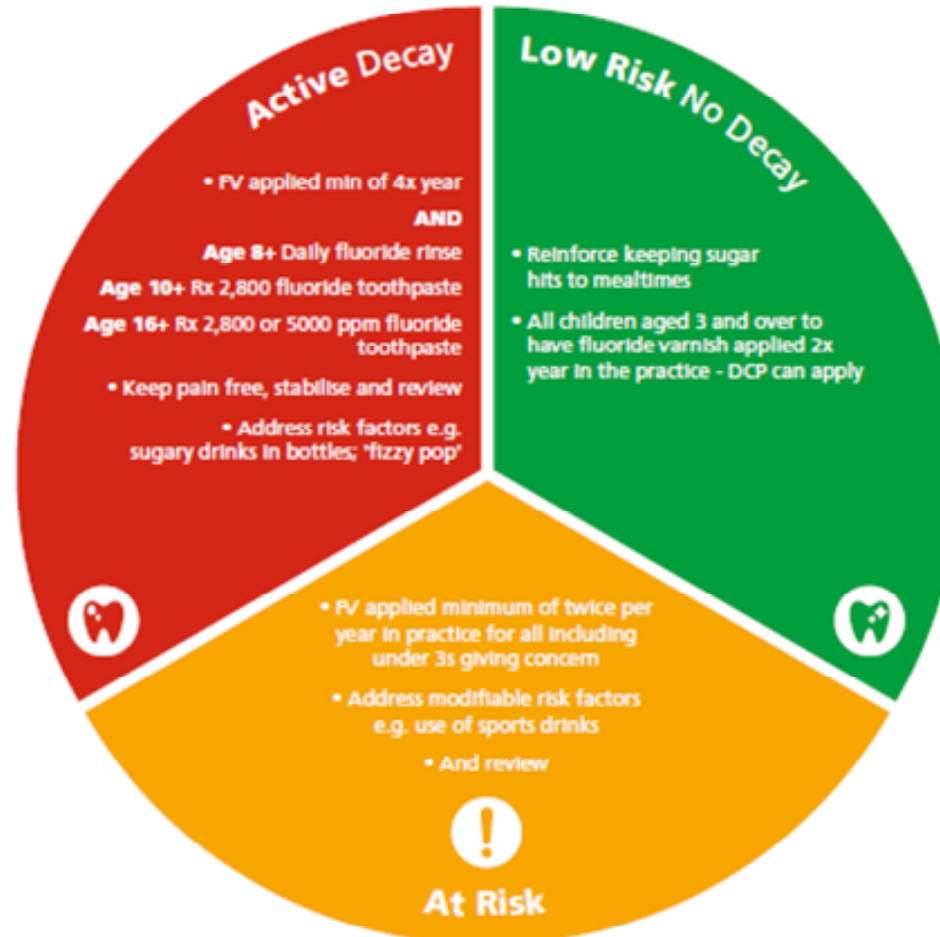 Active Decay
• FV applied min of 4x year
AND
Age 8+ Daily fluoride rinse
Age 10+ Rx 2,800 fluoride toothpaste
Age 16+ Rx 2,800 or 5000 ppm fluoride
toothpaste
• Keep pain free, stabilise and review
• Address risk factors e.g.
sugary drinks in bottles; 'fizzy pop'
Low Risk No Decay
• Reinforce keeping sugar
hits to mealtimes
• All children aged 3 and over to
have fluoride varnish applied 2x
year in the practice - DCP can apply
• FV applied minimum of twice per
year in practice for all including
under 3s giving concern
• Address modifiable risk factors
e.g. use of sports drinks
• And review
!
At Risk